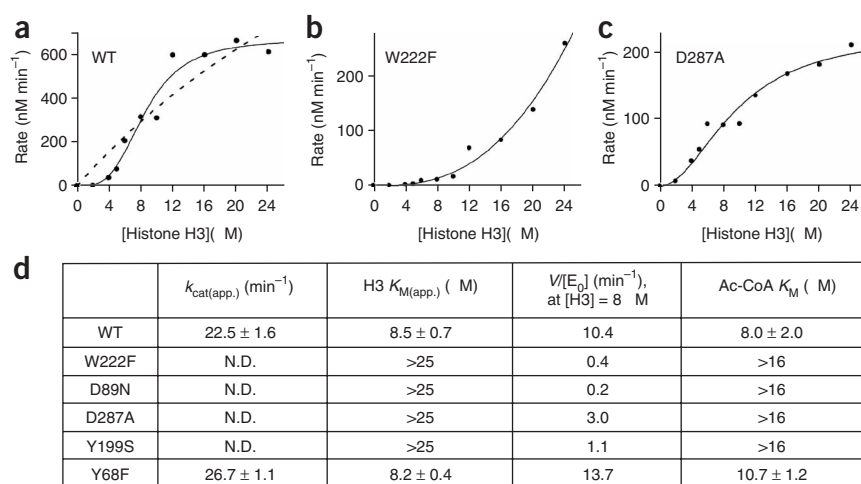 a
WT
Rate (nM min⁻¹)
600
400
200
0
0 4 8 12 16 20 24
[Histone H3]( M)
b
W222F
Rate (nM min⁻¹)
200
100
0
0 4 8 12 16 20 24
[Histone H3]( M)
c
D287A
Rate (nM min⁻¹)
200
100
0
0 4 8 12 16 20 24
[Histone H3]( M)
d
kcat(app.) (min⁻¹) H3 KM(app.) ( M) V/[E₀] (min⁻¹), at [H3] = 8 M Ac-CoA KM ( M)
WT 22.5 ± 1.6 8.5 ± 0.7 10.4 8.0 ± 2.0
W222F N.D. >25 0.4 >16
D89N N.D. >25 0.2 >16
D287A N.D. >25 3.0 >16
Y199S N.D. >25 1.1 >16
Y68F 26.7 ± 1.1 8.2 ± 0.4 13.7 10.7 ± 1.2